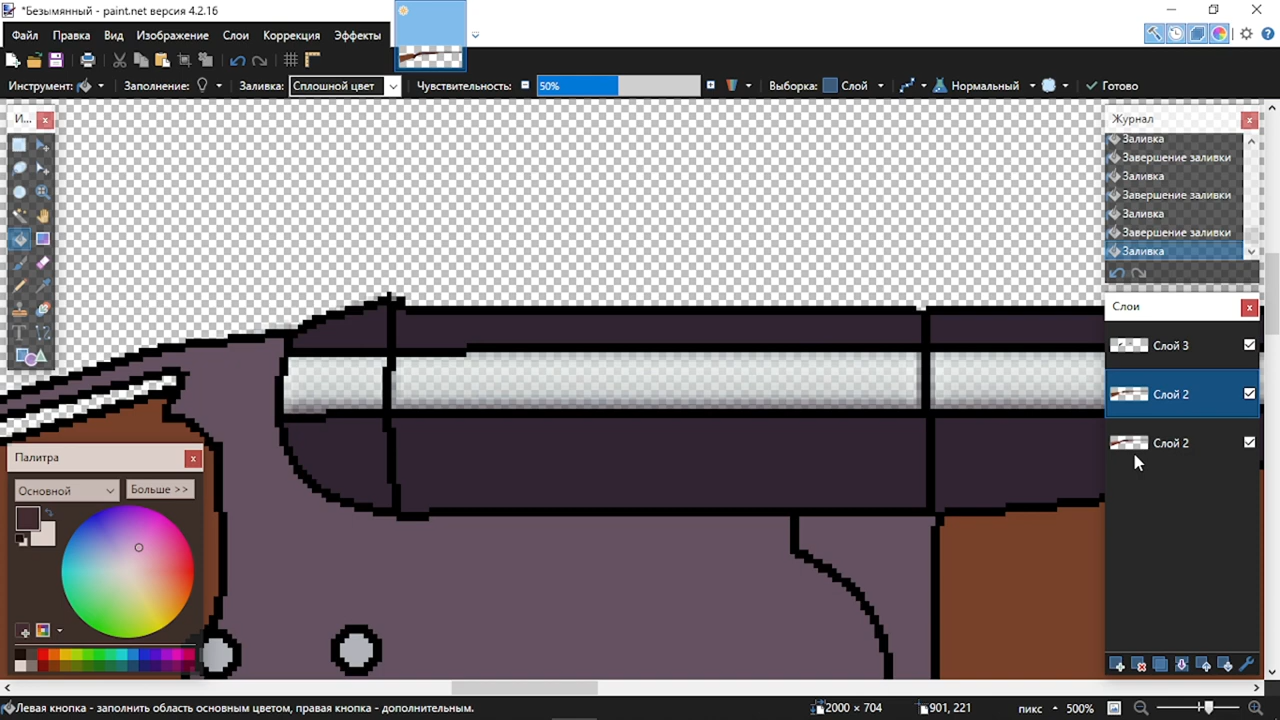 *Безымянный - paint.net версия 4.2.16
Файл Правка Вид Изображение Слои Коррекция Эффекты
Инструмент: Заполнение: Заливка: Сплошной цвет Чувствительность: 50% Выборка: Слой Нормальный Готово
И...
Журнал
Заливка
Завершение заливки
Заливка
Завершение заливки
Заливка
Завершение заливки
Заливка
Слои
Слой 3
Слой 2
Слой 2
Палитра
Основной Больше >>
Левая кнопка - заполнить область основным цветом, правая кнопка - дополнительным. 2000 × 704 901, 221 пикс 500%